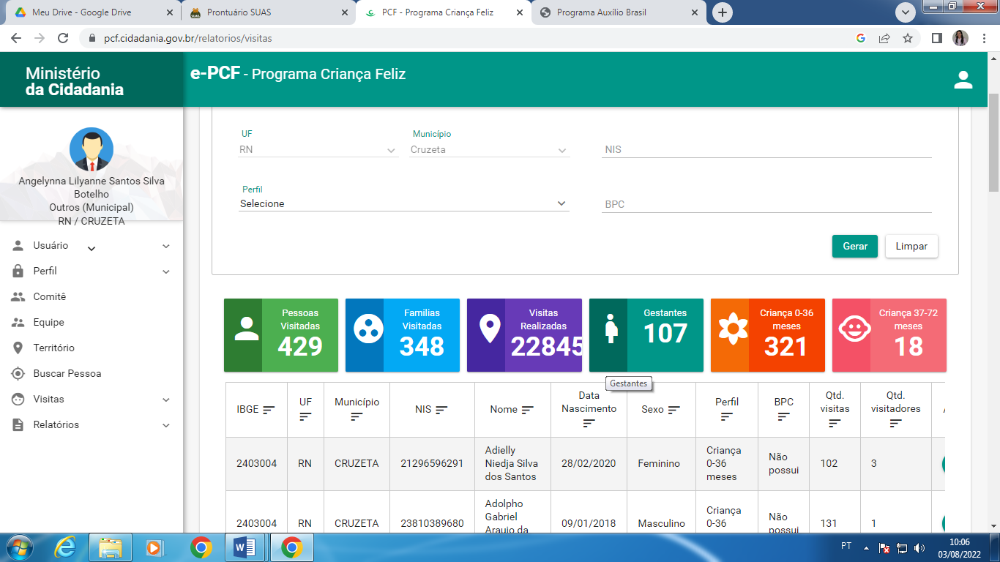 Meu Drive - Google Drive
Prontuário SUAS
PCF - Programa Criança Feliz
Programa Auxílio Brasil
pcf.cidadania.gov.br/relatorios/visitas
Ministério
da Cidadania
e-PCF - Programa Criança Feliz
Angelynna Lilyanne Santos Silva
Botelho
Outros (Municipal)
RN / CRUZETA
Usuário
Perfil
Comitê
Equipe
Território
Buscar Pessoa
Visitas
Relatórios
UF
RN
Município
Cruzeta
NIS
Perfil
Selecione
BPC
Gerar
Limpar
Pessoas
Visitadas
429
Famílias
Visitadas
348
Visitas
Realizadas
22845
Gestantes
107
Criança 0-36
meses
321
Criança 37-72
meses
18
Gestantes
IBGE
UF
Município
NIS
Nome
Data
Nascimento
Sexo
Perfil
BPC
Qtd.
visitas
Qtd.
visitadores
2403004
RN
CRUZETA
21296596291
Adielly
Niedja Silva
dos Santos
28/02/2020
Feminino
Criança
0-36
meses
Não
possui
102
3
2403004
RN
CRUZETA
23810389680
Adolpho
Gabriel
Araujo da
09/01/2018
Masculino
Criança
0-36
Não
possui
131
1
PT
10:06
03/08/2022